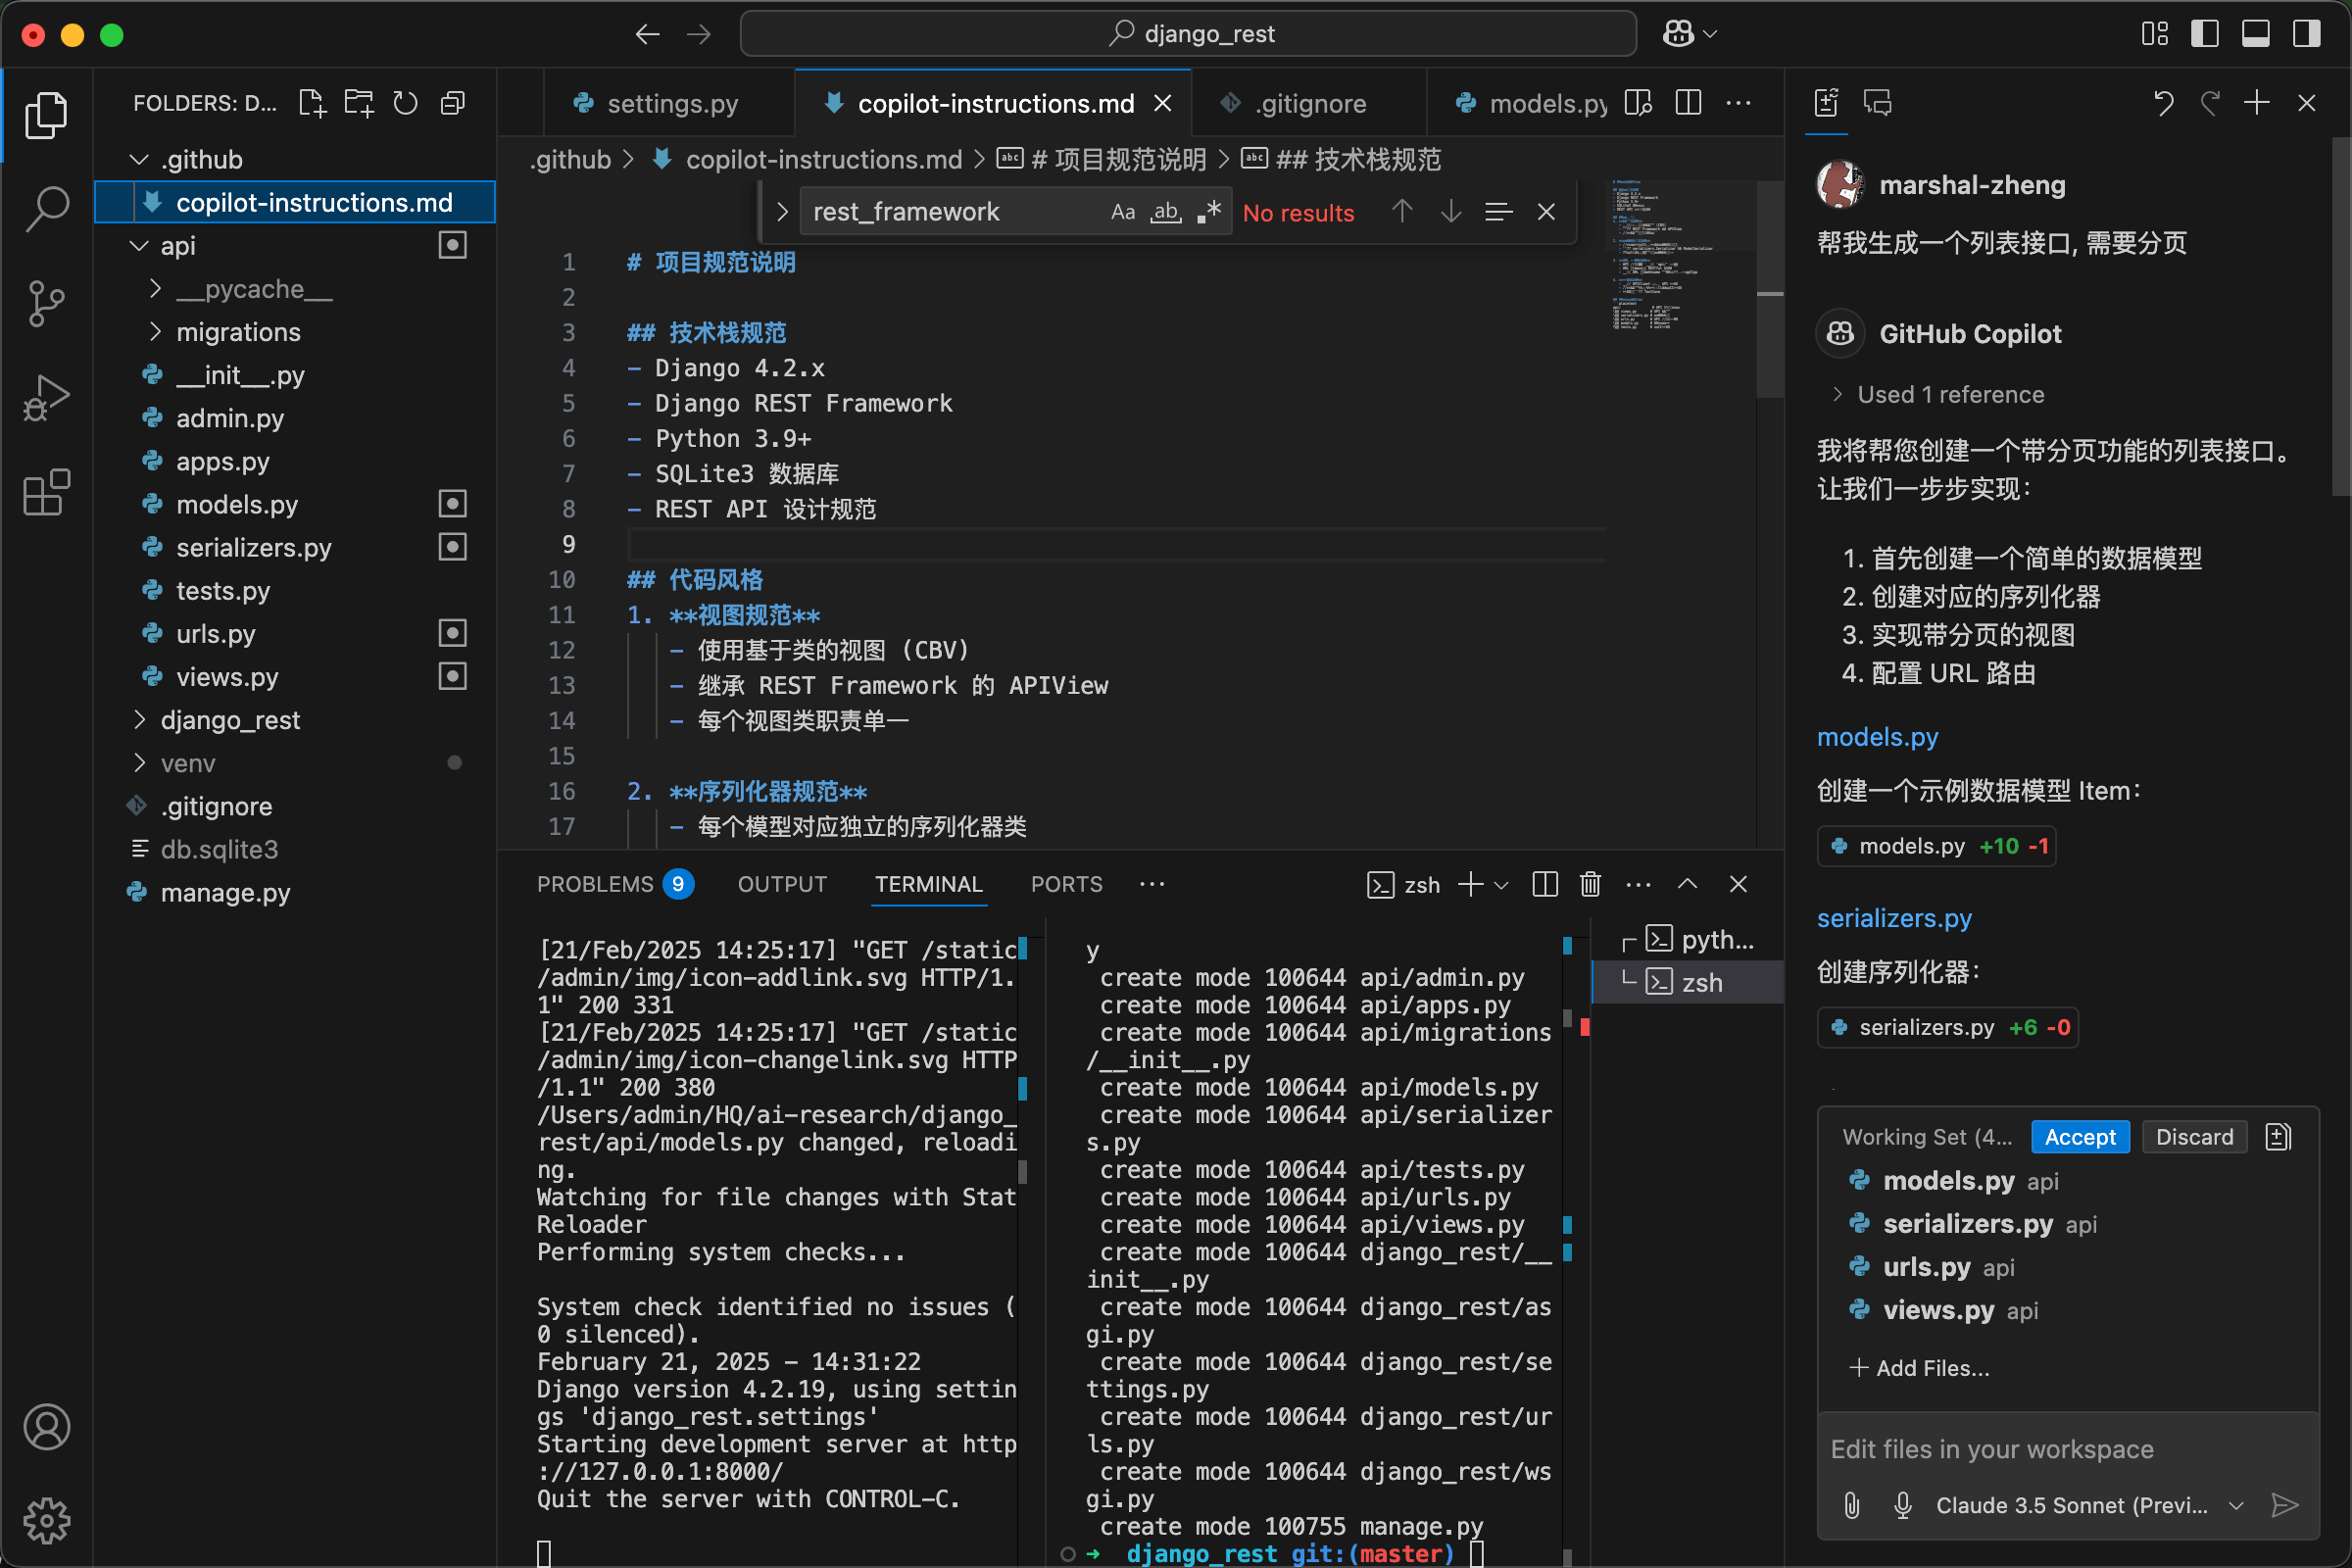 django_rest
FOLDERS: D...
.github
copilot-instructions.md
api
__pycache__
migrations
__init__.py
admin.py
apps.py
models.py
serializers.py
tests.py
urls.py
views.py
django_rest
venv
.gitignore
db.sqlite3
manage.py
settings.py
copilot-instructions.md
.gitignore
models.py
.github > copilot-instructions.md > # 项目规范说明 > ## 技术栈规范
rest_framework Aa ab .* No results
1 # 项目规范说明
2
3 ## 技术栈规范
4 - Django 4.2.x
5 - Django REST Framework
6 - Python 3.9+
7 - SQLite3 数据库
8 - REST API 设计规范
9
10 ## 代码风格
11 1. **视图规范**
12 - 使用基于类的视图 (CBV)
13 - 继承 REST Framework 的 APIView
14 - 每个视图类职责单一
15
16 2. **序列化器规范**
17 - 每个模型对应独立的序列化器类
PROBLEMS 9 OUTPUT TERMINAL PORTS ...
zsh
[21/Feb/2025 14:25:17] "GET /static
/admin/img/icon-addlink.svg HTTP/1.
1" 200 331
[21/Feb/2025 14:25:17] "GET /static
/admin/img/icon-changelink.svg HTTP
/1.1" 200 380
/Users/admin/HQ/ai-research/django_
rest/api/models.py changed, reloadi
ng.
Watching for file changes with Stat
Reloader
Performing system checks...
System check identified no issues (
0 silenced).
February 21, 2025 - 14:31:22
Django version 4.2.19, using settin
gs 'django_rest.settings'
Starting development server at http
://127.0.0.1:8000/
Quit the server with CONTROL-C.
y
create mode 100644 api/admin.py
create mode 100644 api/apps.py
create mode 100644 api/migrations
/__init__.py
create mode 100644 api/models.py
create mode 100644 api/serializer
s.py
create mode 100644 api/tests.py
create mode 100644 api/urls.py
create mode 100644 api/views.py
create mode 100644 django_rest/__
init__.py
create mode 100644 django_rest/as
gi.py
create mode 100644 django_rest/se
ttings.py
create mode 100644 django_rest/ur
ls.py
create mode 100644 django_rest/ws
gi.py
create mode 100755 manage.py
➜ django_rest git:(master)
pyth...
zsh
marshal-zheng
帮我生成一个列表接口, 需要分页
GitHub Copilot
Used 1 reference
我将帮您创建一个带分页功能的列表接口。
让我们一步步实现：
1. 首先创建一个简单的数据模型
2. 创建对应的序列化器
3. 实现带分页的视图
4. 配置 URL 路由
models.py
创建一个示例数据模型 Item：
models.py +10 -1
serializers.py
创建序列化器：
serializers.py +6 -0
Working Set (4... Accept Discard
models.py api
serializers.py api
urls.py api
views.py api
+ Add Files...
Edit files in your workspace
Claude 3.5 Sonnet (Previ...